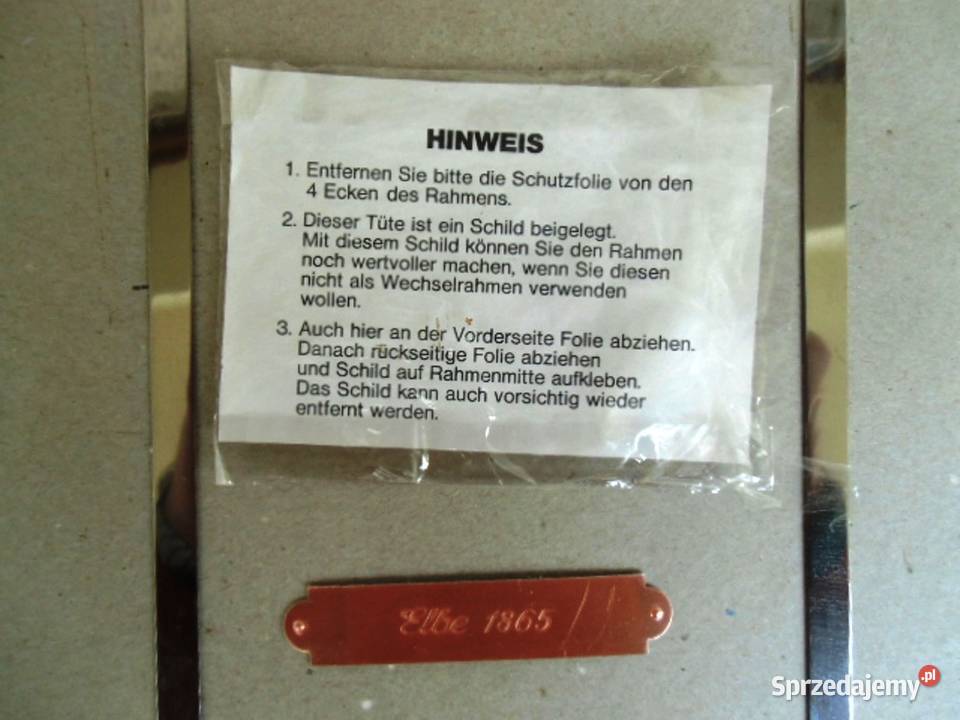 HINWEIS
1. Entfernen Sie bitte die Schutzfolie von den
4 Ecken des Rahmens.
2. Dieser Tüte ist ein Schild beigelegt.
Mit diesem Schild können Sie den Rahmen
noch wertvoller machen, wenn Sie diesen
nicht als Wechselrahmen verwenden
wollen.
3. Auch hier an der Vorderseite Folie abziehen.
Danach rückseitige Folie abziehen
und Schild auf Rahmenmitte aufkleben.
Das Schild kann auch vorsichtig wieder
entfernt werden.
Elbe 1865
Sprzedajemy.pl